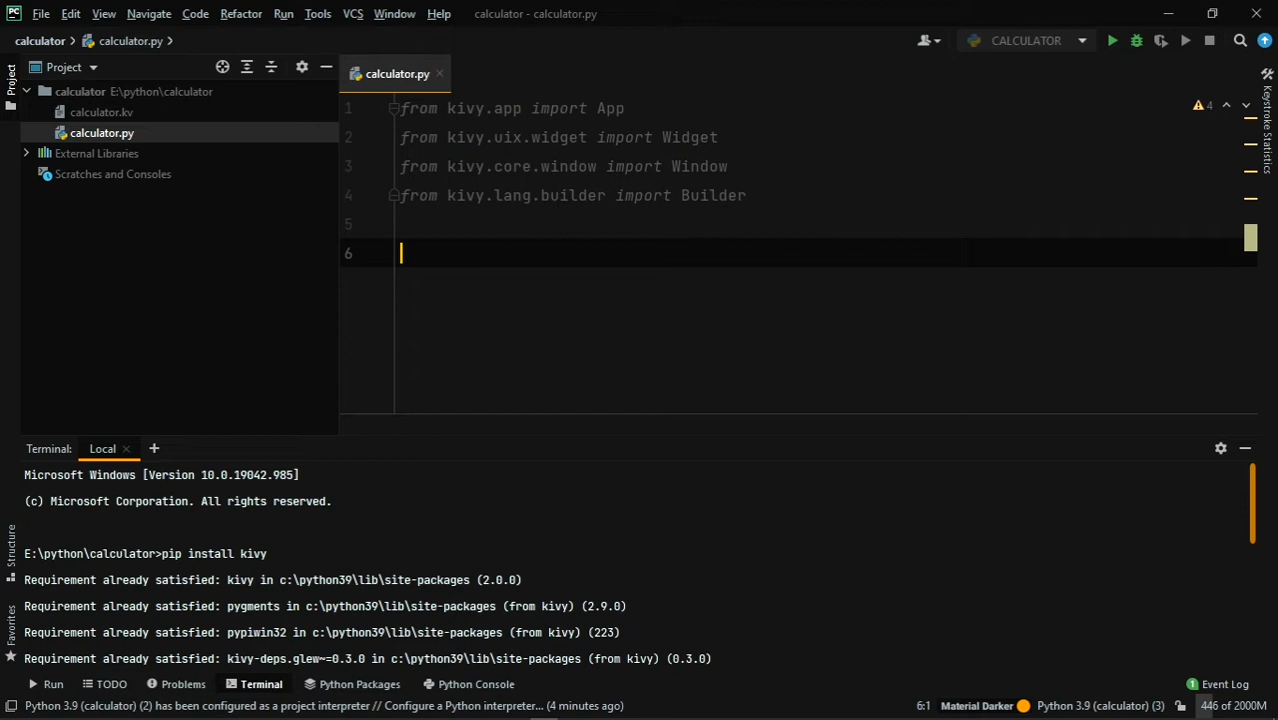 PC File Edit View Navigate Code Refactor Run Tools VCS Window Help calculator - calculator.py
calculator calculator.py CALCULATOR
Project
Project
calculator.py
calculator E:\python\calculator
calculator.kv
calculator.py
External Libraries
Scratches and Consoles
1 from kivy.app import App
2 from kivy.uix.widget import Widget
3 from kivy.core.window import Window
4 from kivy.lang.builder import Builder
5
6
4
Keystroke Statistics
Terminal: Local
Microsoft Windows [Version 10.0.19042.985]
(c) Microsoft Corporation. All rights reserved.
E:\python\calculator>pip install kivy
Requirement already satisfied: kivy in c:\python39\lib\site-packages (2.0.0)
Requirement already satisfied: pygments in c:\python39\lib\site-packages (from kivy) (2.9.0)
Requirement already satisfied: pypiwin32 in c:\python39\lib\site-packages (from kivy) (223)
Requirement already satisfied: kivy-deps.glew~=0.3.0 in c:\python39\lib\site-packages (from kivy) (0.3.0)
Structure
Favorites
Run TODO Problems Terminal Python Packages Python Console 1 Event Log
Python 3.9 (calculator) (2) has been configured as a project interpreter // Configure a Python interpreter... (4 minutes ago) 6:1 Material Darker Python 3.9 (calculator) (3) 446 of 2000M